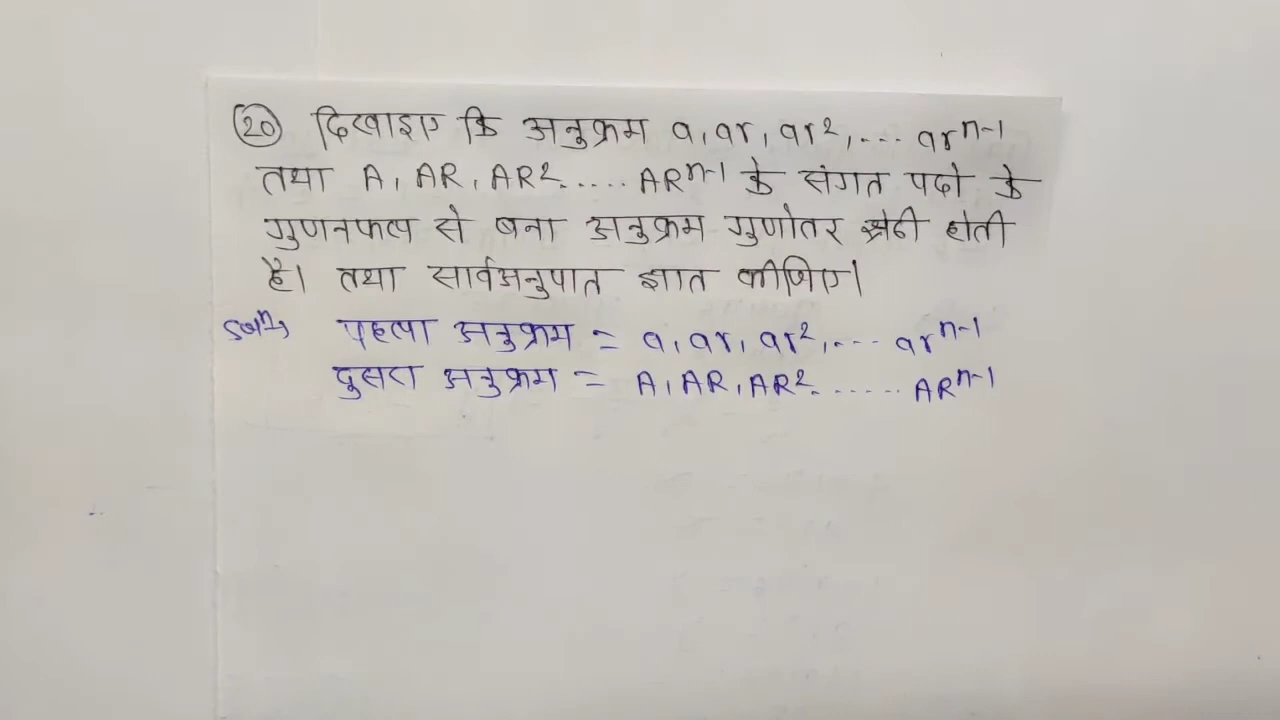 (20) दिखाइए कि अनुक्रम a, ar, ar², ... arⁿ⁻¹
तथा A, AR, AR² ..... ARⁿ⁻¹ के संगत पदो के
गुणनफल से बना अनुक्रम गुणोतर श्रेढी होती
है। तथा सार्वअनुपात ज्ञात कीजिए।
Solⁿ, पहला अनुक्रम = a, ar, ar², ... arⁿ⁻¹
दुसरा अनुक्रम = A, AR, AR² ....... ARⁿ⁻¹